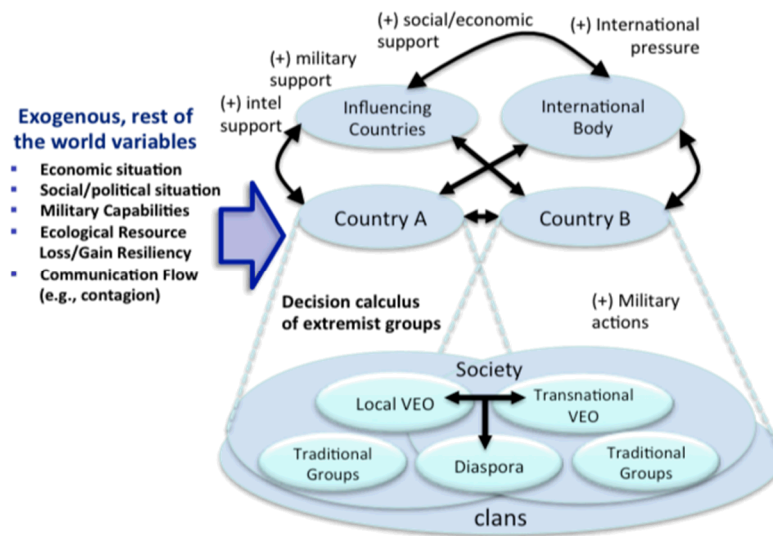 (+) social/economic
support
(+) International
pressure
(+) military
support
(+) intel
support
Influencing
Countries
International
Body
Exogenous, rest of
the world variables
Economic situation
Social/political situation
Military Capabilities
Ecological Resource
Loss/Gain Resiliency
Communication Flow
(e.g., contagion)
Country A
Country B
Decision calculus
of extremist groups
(+) Military
actions
Society
Local VEO
Transnational
VEO
Traditional
Groups
Diaspora
Traditional
Groups
clans